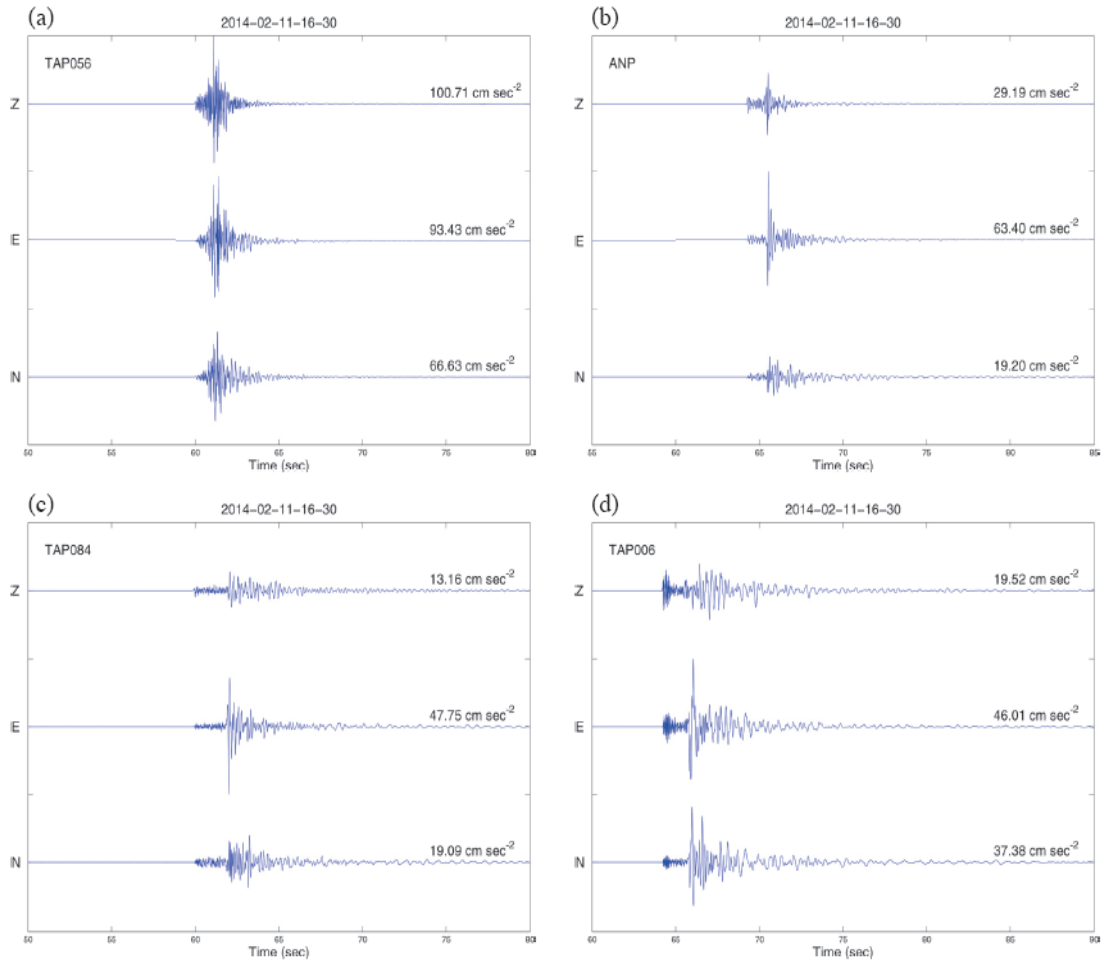 (a)
2014-02-11-16-30
TAP056
Z
100.71 cm sec-2
E
93.43 cm sec-2
N
66.63 cm sec-2
50 55 60 65 70 75 80
Time (sec)
(b)
2014-02-11-16-30
ANP
Z
29.19 cm sec-2
E
63.40 cm sec-2
N
19.20 cm sec-2
55 60 65 70 75 80 85
Time (sec)
(c)
2014-02-11-16-30
TAP084
Z
13.16 cm sec-2
E
47.75 cm sec-2
N
19.09 cm sec-2
50 55 60 65 70 75 80
Time (sec)
(d)
2014-02-11-16-30
TAP006
Z
19.52 cm sec-2
E
46.01 cm sec-2
N
37.38 cm sec-2
60 65 70 75 80 85 90
Time (sec)